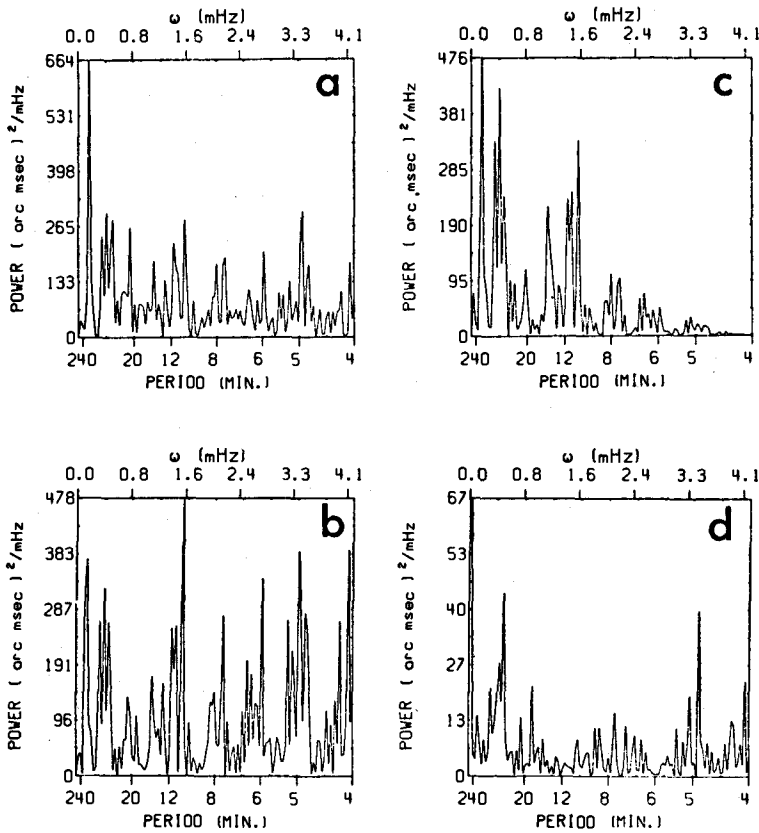 ω (mHz)
0.0 0.8 1.6 2.4 3.3 4.1
664
531
398
265
133
0
POWER ( arc msec )²/mHz
a
240 20 12 8 6 5 4
PERIOD (MIN.)
ω (mHz)
0.0 0.8 1.6 2.4 3.3 4.1
476
381
285
190
95
0
POWER ( arc msec )²/mHz
c
240 20 12 8 6 5 4
PERIOD (MIN.)
ω (mHz)
0.0 0.8 1.6 2.4 3.3 4.1
478
383
287
191
96
0
POWER ( arc msec )²/mHz
b
240 20 12 8 6 5 4
PERIOD (MIN.)
ω (mHz)
0.0 0.8 1.6 2.4 3.3 4.1
67
53
40
27
13
0
POWER ( arc msec )²/mHz
d
240 20 12 8 6 5 4
PERIOD (MIN.)